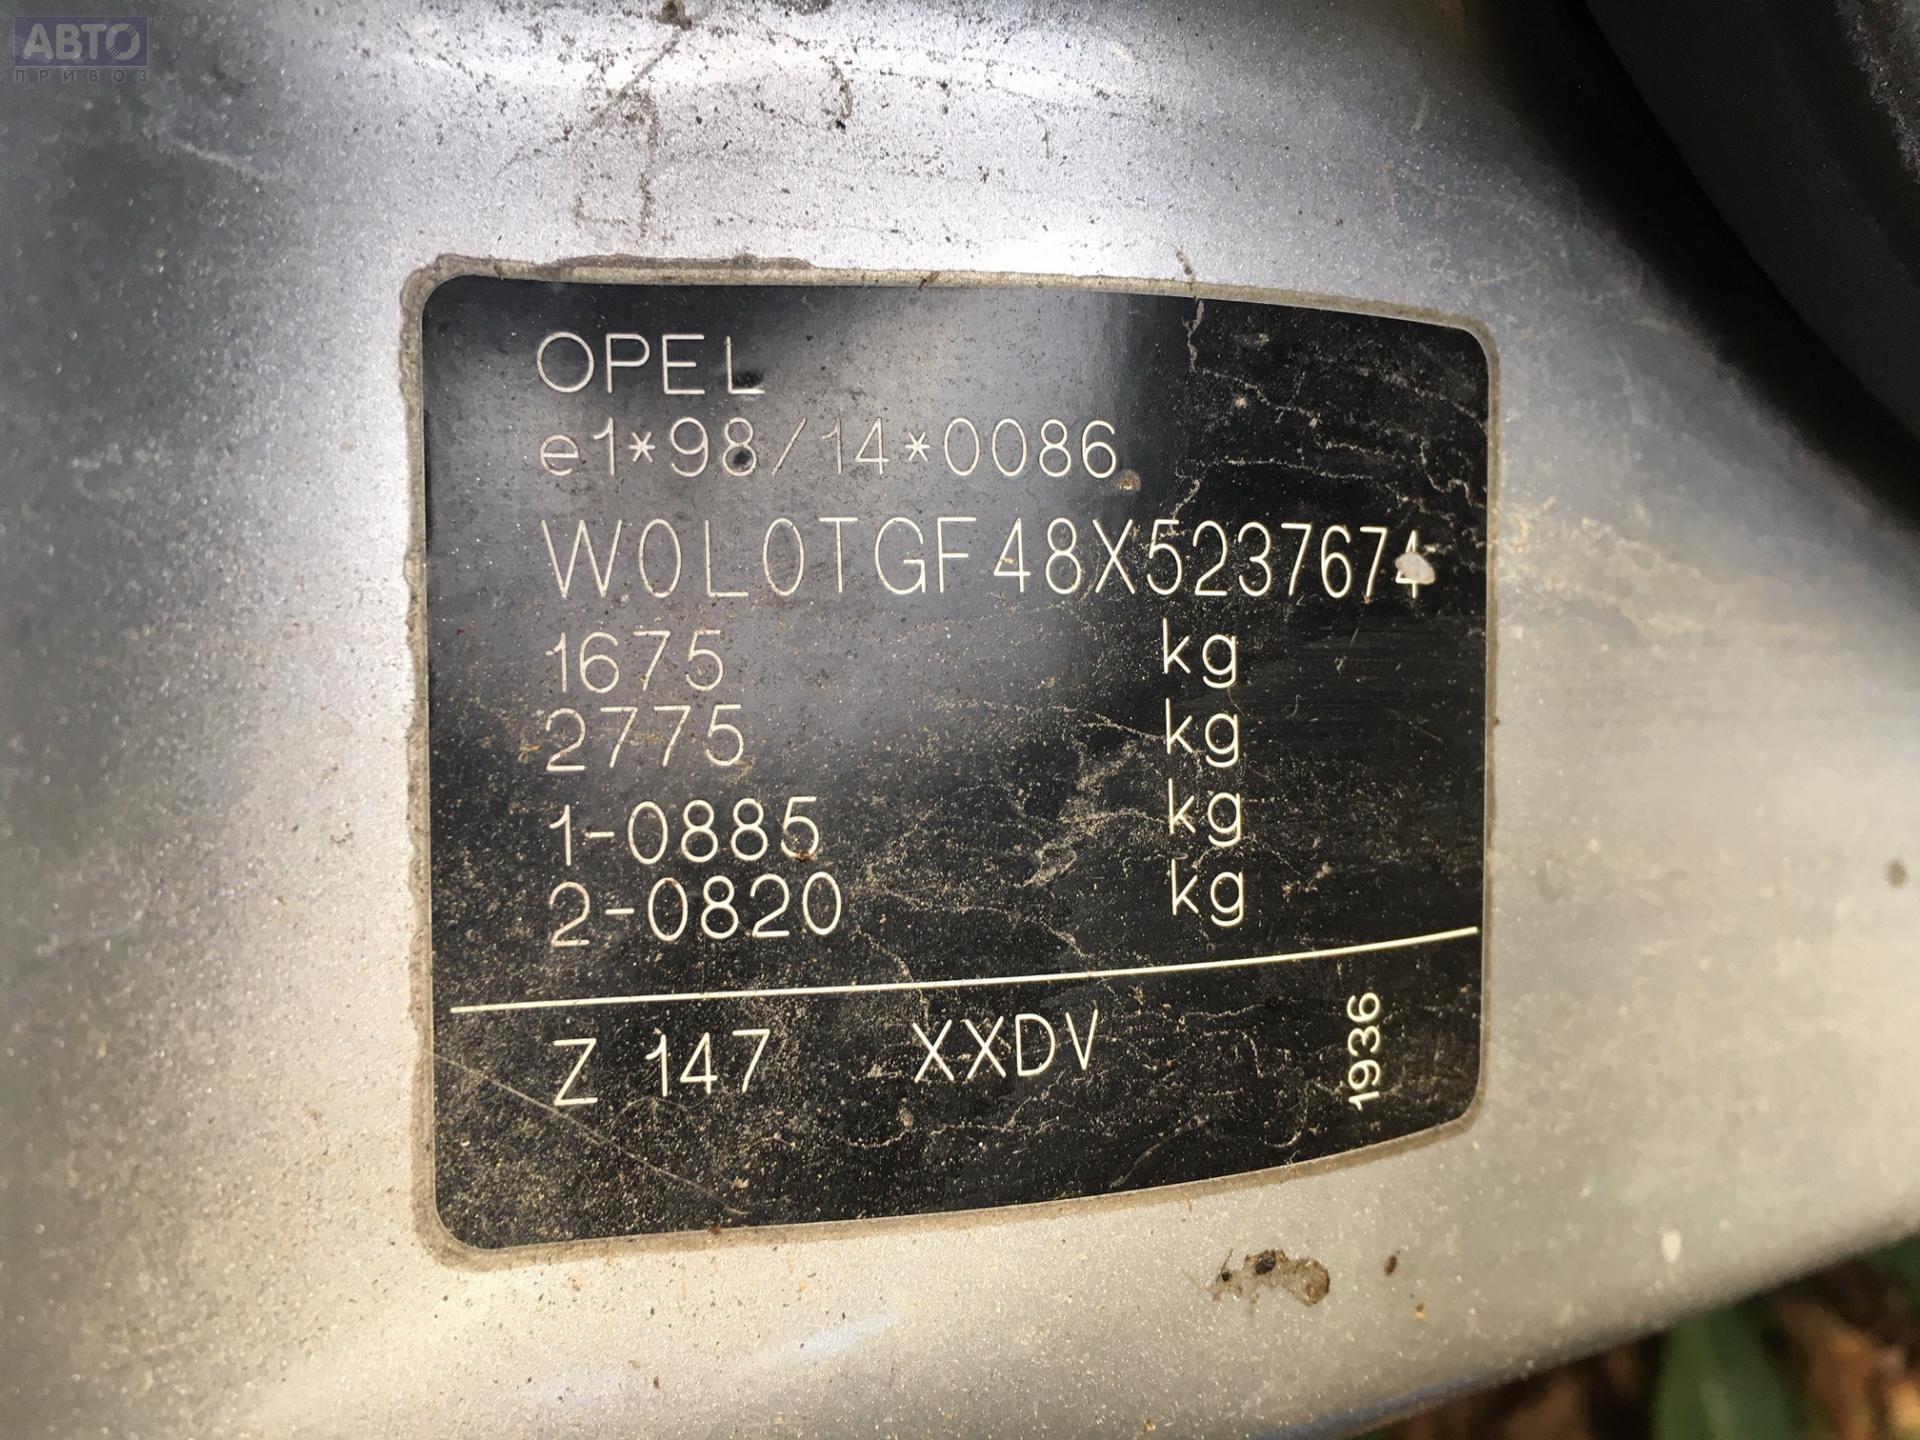 АВТО
ПРИВОЗ
OPEL
e1*98/14*0086
W0L0TGF48X5237674
1675 kg
2775 kg
1-0885 kg
2-0820 kg
Z 147 XXDV
1936